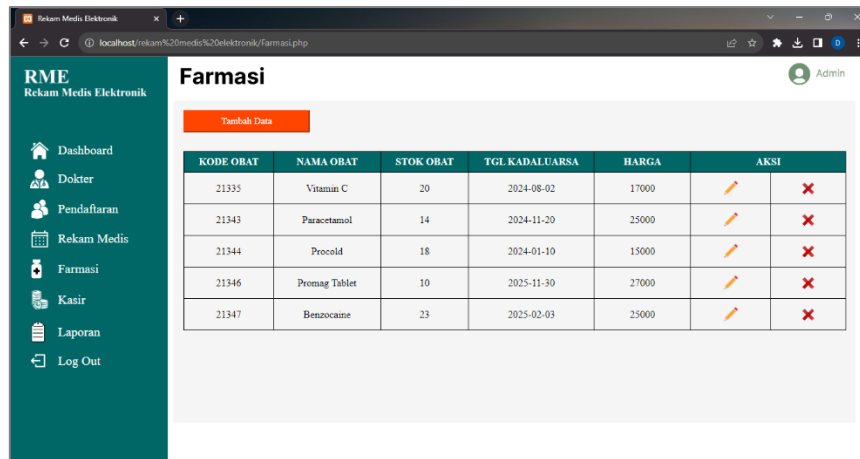 Rekam Medis Elektronik
localhost/rekam%20medis%20elektronik/Farmasi.php
D
RME
Rekam Medis Elektronik
Farmasi
Admin
Tambah Data
Dashboard
Dokter
Pendaftaran
Rekam Medis
Farmasi
Kasir
Laporan
Log Out
KODE OBAT NAMA OBAT STOK OBAT TGL KADALUARSA HARGA AKSI
21335 Vitamin C 20 2024-08-02 17000
21343 Paracetamol 14 2024-11-20 25000
21344 Procold 18 2024-01-10 15000
21346 Promag Tablet 10 2025-11-30 27000
21347 Benzocaine 23 2025-02-03 25000